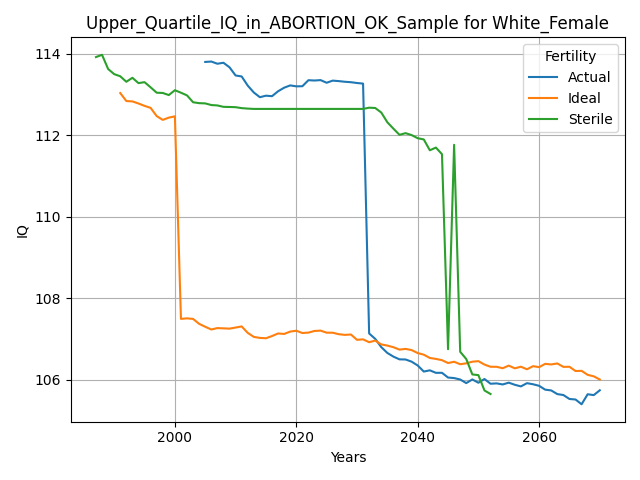 Upper_Quartile_IQ_in_ABORTION_OK_Sample for White_Female
114
112
110
108
106
IQ
Fertility
Actual
Ideal
Sterile
2000
2020
2040
2060
Years